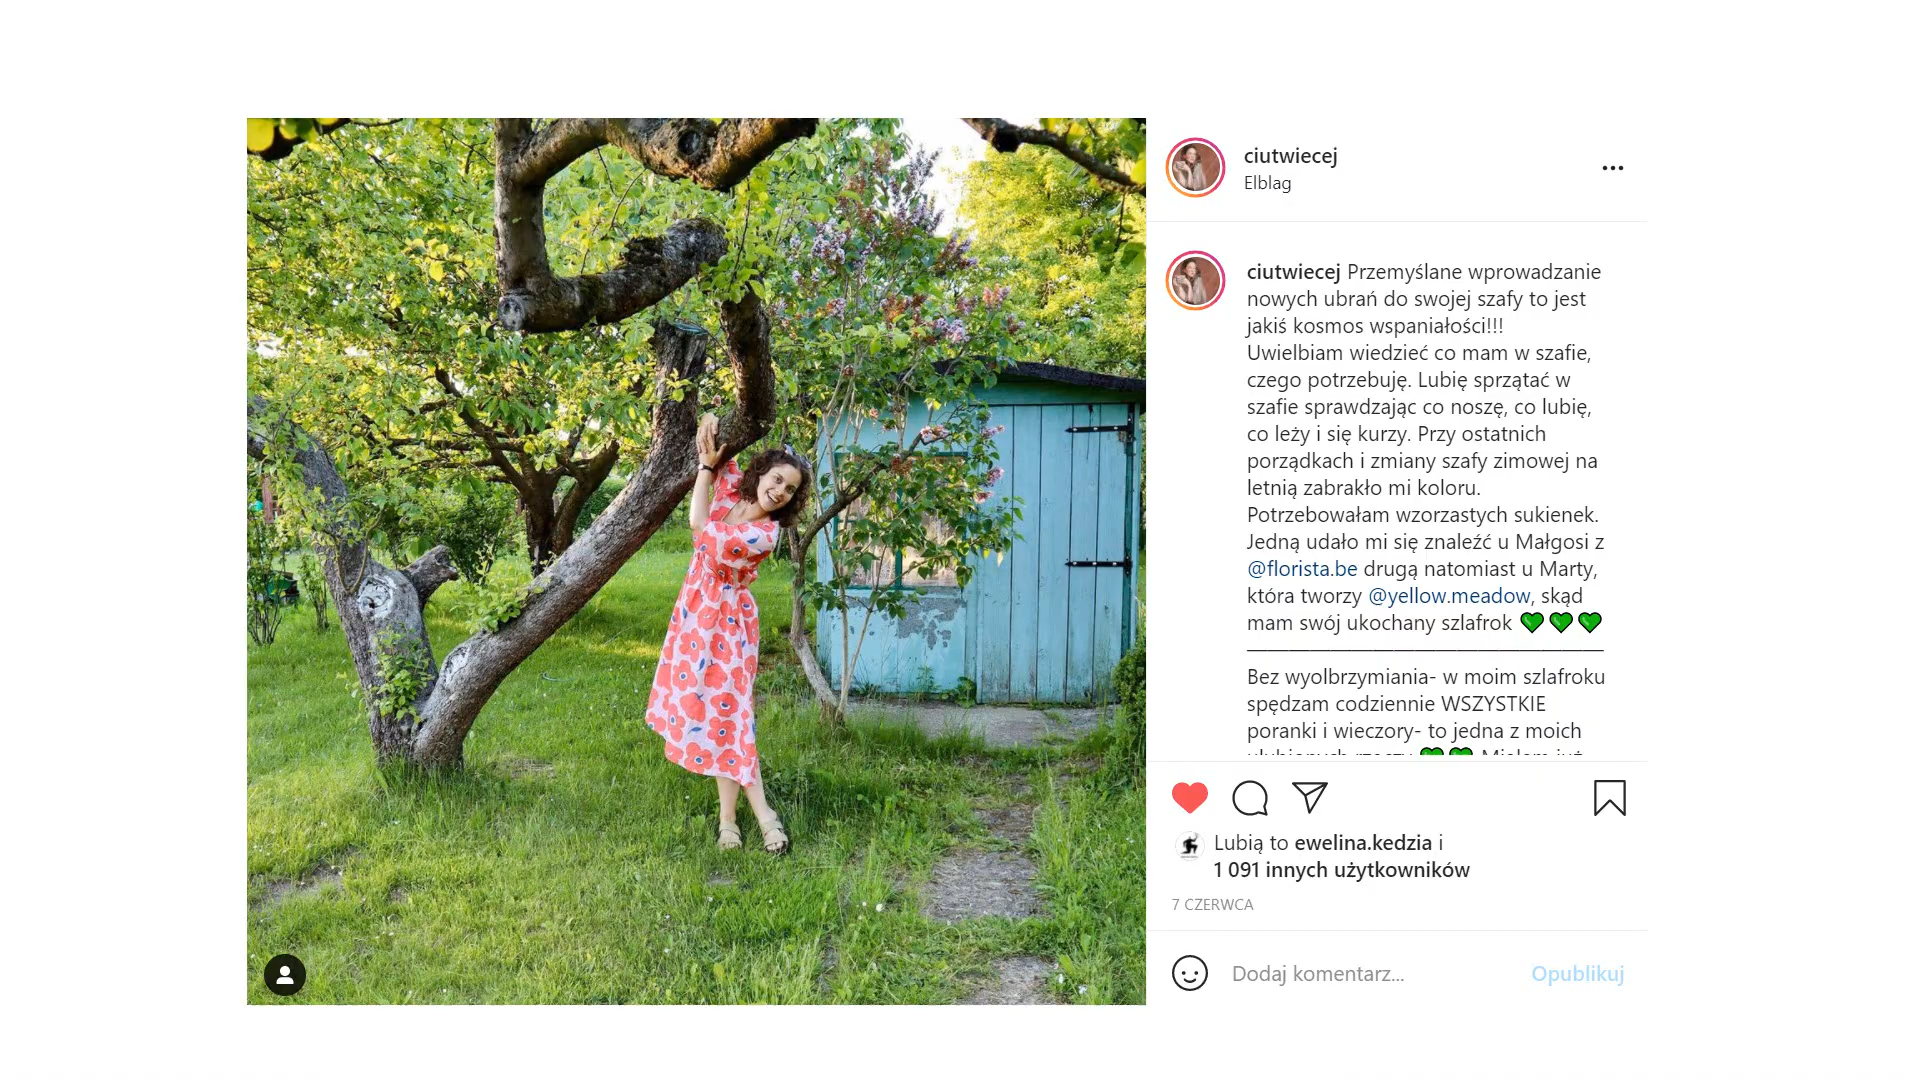 ciutwiecej
Elblag
ciutwiecej Przemyślane wprowadzanie
nowych ubrań do swojej szafy to jest
jakiś kosmos wspaniałości!!!
Uwielbiam wiedzieć co mam w szafie,
czego potrzebuję. Lubię sprzątać w
szafie sprawdzając co noszę, co lubię,
co leży i się kurzy. Przy ostatnich
porządkach i zmiany szafy zimowej na
letnią zabrakło mi koloru.
Potrzebowałam wzorzastych sukienek.
Jedną udało mi się znaleźć u Małgosi z
@florista.be drugą natomiast u Marty,
która tworzy @yellow.meadow, skąd
mam swój ukochany szlafrok 💚💚💚
Bez wyolbrzymiania- w moim szlafroku
spędzam codziennie WSZYSTKIE
poranki i wieczory- to jedna z moich
Lubią to ewelina.kedzia i
1 091 innych użytkowników
7 CZERWCA
Dodaj komentarz... Opublikuj